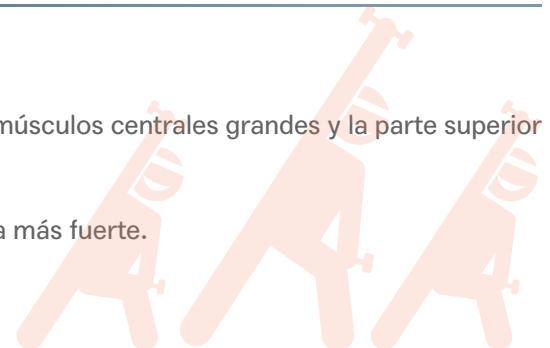 músculos centrales grandes y la parte superior
a más fuerte.